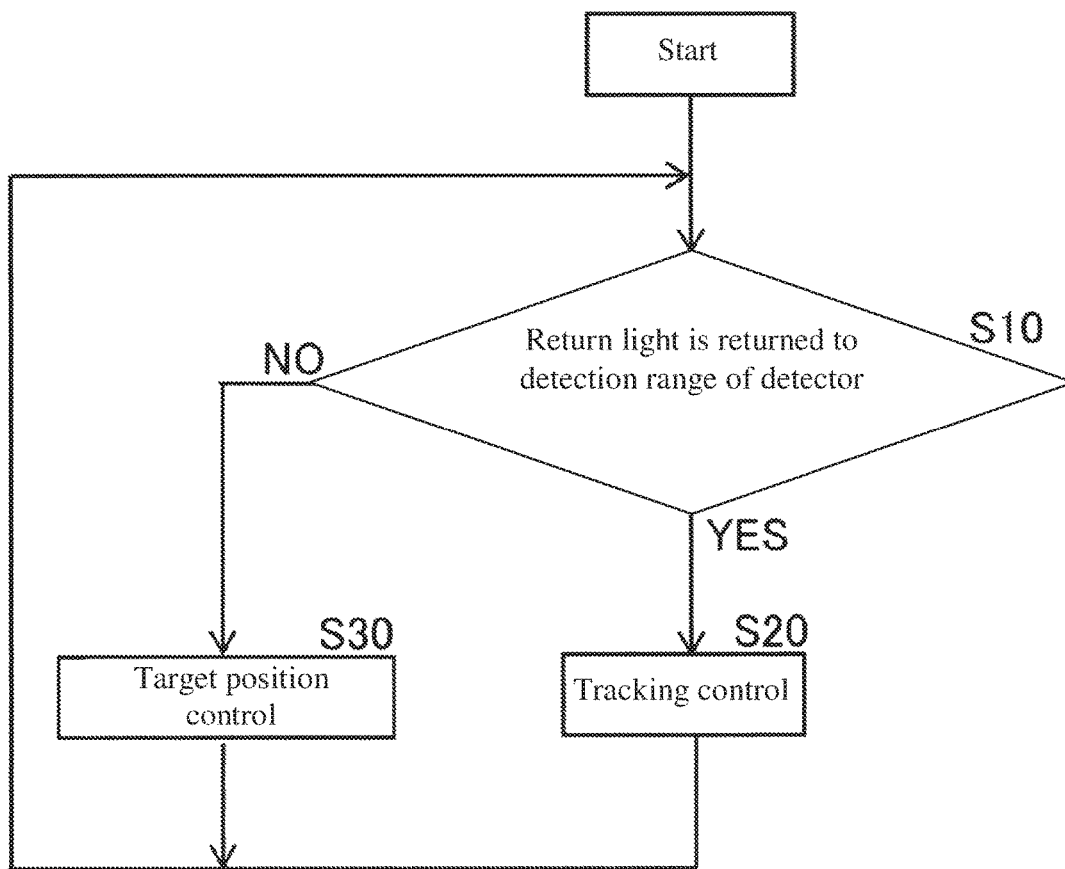 Start
Return light is returned to
detection range of detector
S10
NO
YES
S30
Target position
control
S20
Tracking control